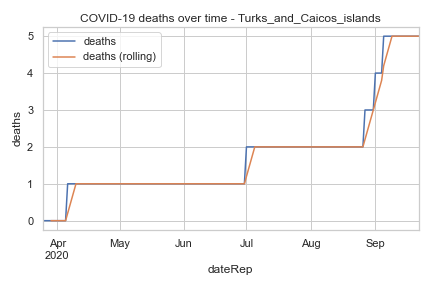 COVID-19 deaths over time - Turks_and_Caicos_islands
deaths
deaths (rolling)
deaths
5
4
3
2
1
0
Apr May Jun Jul Aug Sep
2020
dateRep